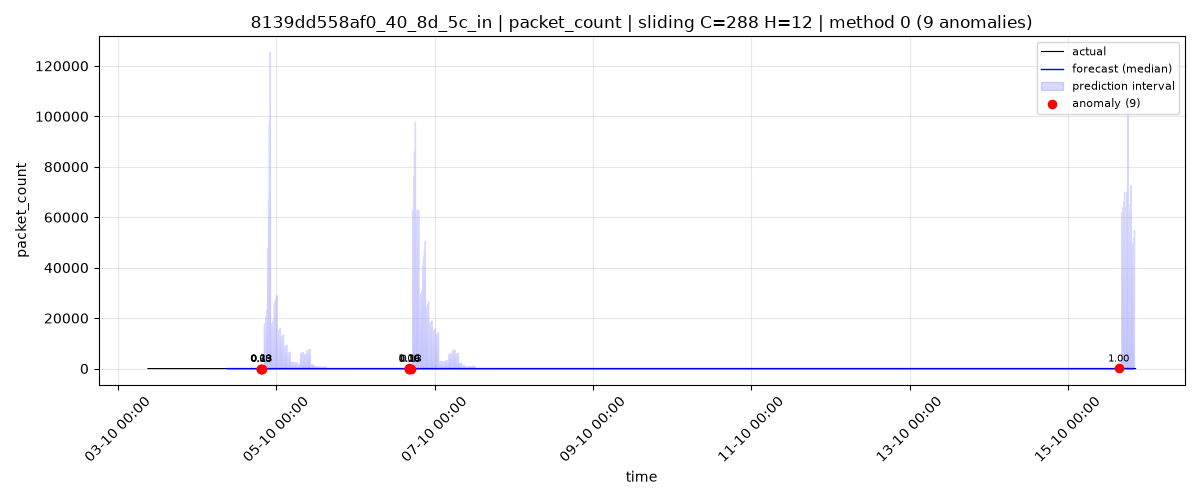 8139dd558af0_40_8d_5c_in | packet_count | sliding C=288 H=12 | method 0 (9 anomalies)
packet_count
120000
100000
80000
60000
40000
20000
0
actual
forecast (median)
prediction interval
anomaly (9)
1.00
03-10 00:00
05-10 00:00
07-10 00:00
09-10 00:00
11-10 00:00
13-10 00:00
15-10 00:00
time